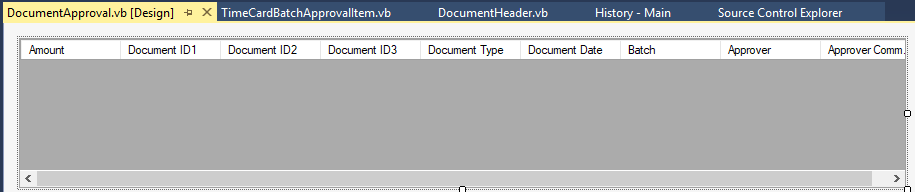 DocumentApproval.vb [Design] TimeCardBatchApprovalItem.vb DocumentHeader.vb History - Main Source Control Explorer
Amount Document ID1 Document ID2 Document ID3 Document Type Document Date Batch Approver Approver Comm.